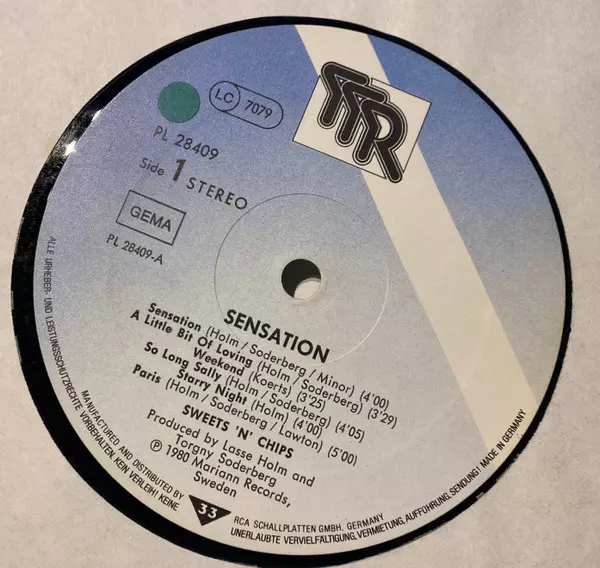 TTR
LC 7079
PL 28409
Side 1 STEREO
GEMA
PL 28409-A
SENSATION
Sensation (Holm / Soderberg / Minor) (4'00)
A Little Bit Of Loving (Holm / Soderberg) (3'29)
Weekend (Koerts) (3'25)
So Long Sally (Holm / Soderberg) (4'05)
Starry Night (Holm)
Paris (Holm / Soderberg / Lawton) (5'00)
SWEETS 'N' CHIPS
Produced by Lasse Holm and
Torgny Soderberg
℗ 1980 Mariann Records,
Sweden
33
ALLE URHEBER- UND LEISTUNGSSCHUTZRECHTE VORBEHALTEN. KEIN VERLEIH! KEINE UNERLAUBTE VERVIELFÄLTIGUNG, VERMIETUNG, AUFFÜHRUNG, SENDUNG! MADE IN GERMANY
MANUFACTURED AND DISTRIBUTED BY RCA SCHALLPLATTEN GMBH. GERMANY